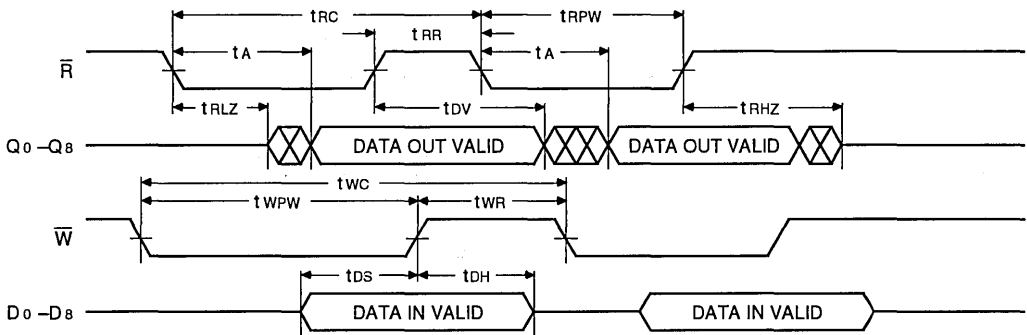 tRC tRPW
tRR
tA tA
R̅
tRLZ tDV tRHZ
Q0 –Q8 DATA OUT VALID DATA OUT VALID
tWC
tWPW tWR
W̅
tDS tDH
D0 –D8 DATA IN VALID DATA IN VALID